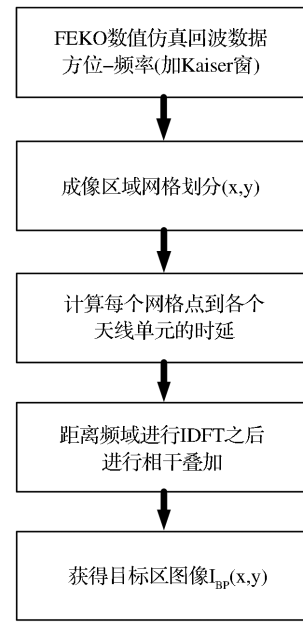 FEKO数值仿真回波数据
方位-频率(加Kaiser窗)
成像区域网格划分(x,y)
计算每个网格点到各个
天线单元的时延
距离频域进行IDFT之后
进行相干叠加
获得目标区图像I_BP(x,y)